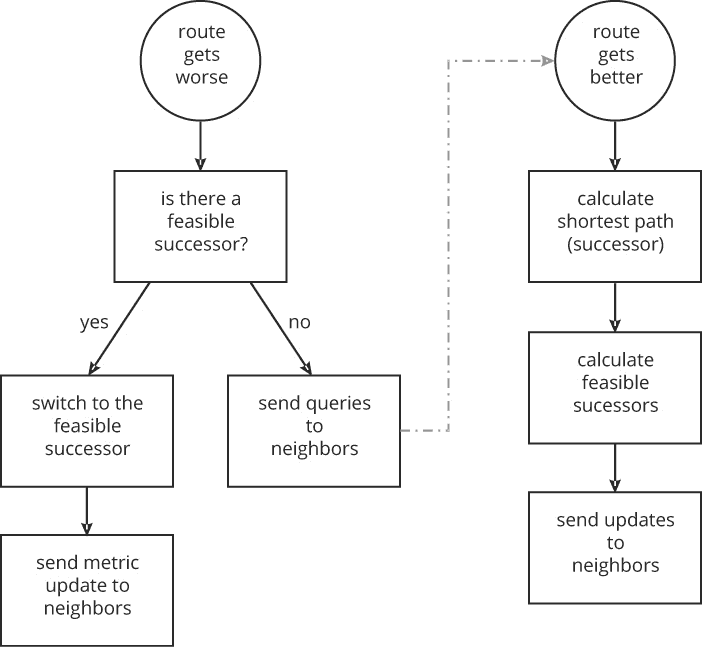 route
gets
worse
is there a
feasible
successor?
yes
no
switch to the
feasible
successor
send queries
to
neighbors
send metric
update to
neighbors
route
gets
better
calculate
shortest path
(successor)
calculate
feasible
sucessors
send updates
to
neighbors